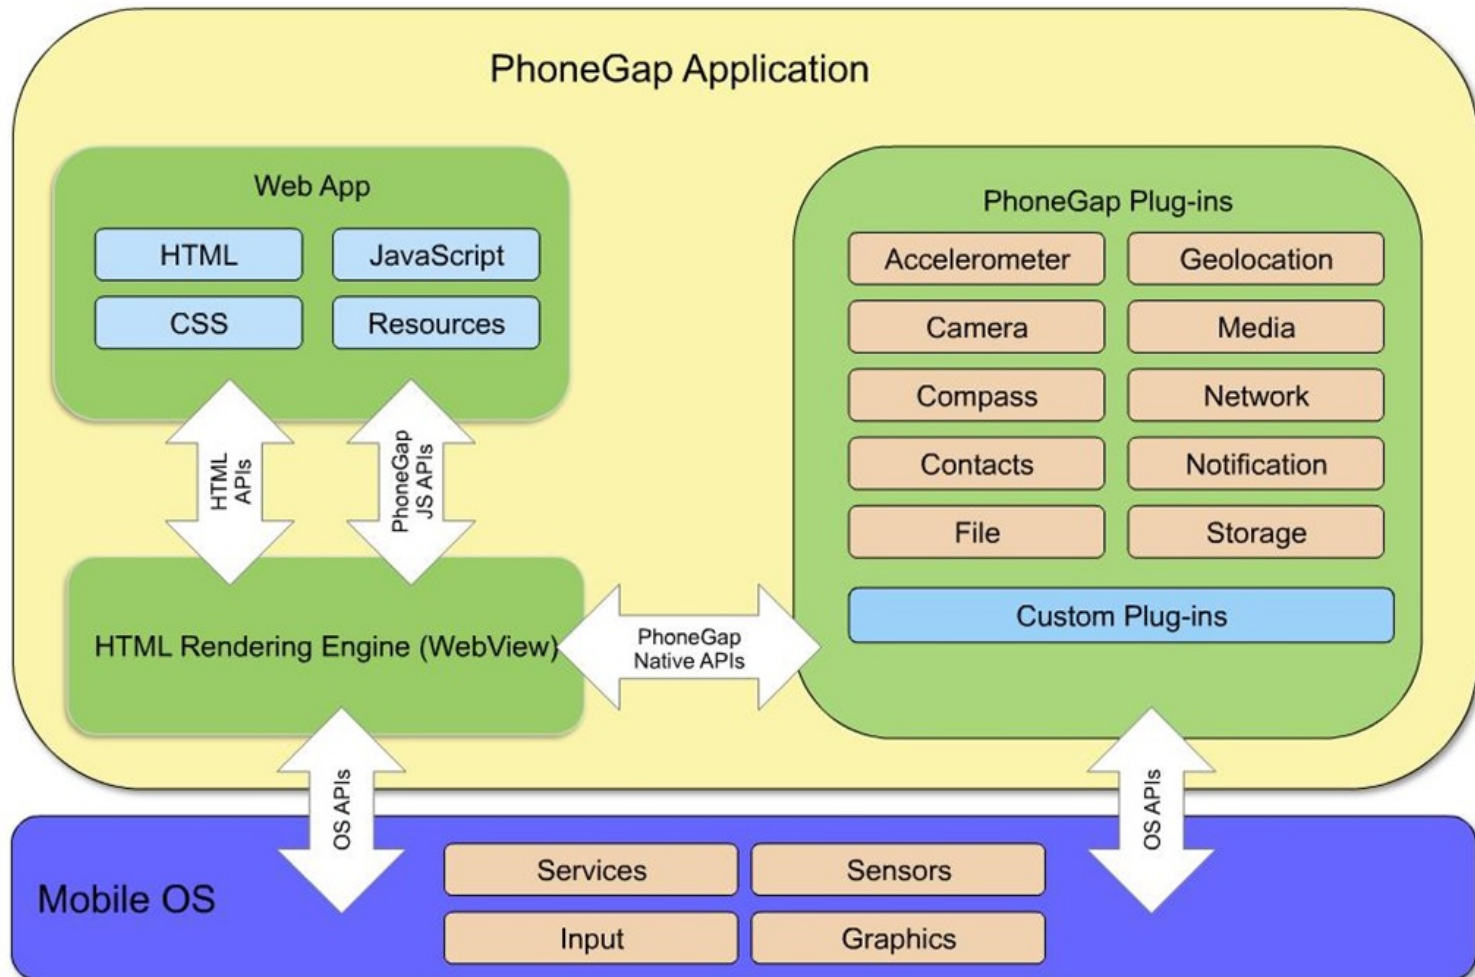 PhoneGap Application
Web App
HTML
JavaScript
CSS
Resources
HTML
APIs
PhoneGap
JS APIs
HTML Rendering Engine (WebView)
PhoneGap
Native APIs
PhoneGap Plug-ins
Accelerometer
Geolocation
Camera
Media
Compass
Network
Contacts
Notification
File
Storage
Custom Plug-ins
OS APIs
OS APIs
Mobile OS
Services
Sensors
Input
Graphics